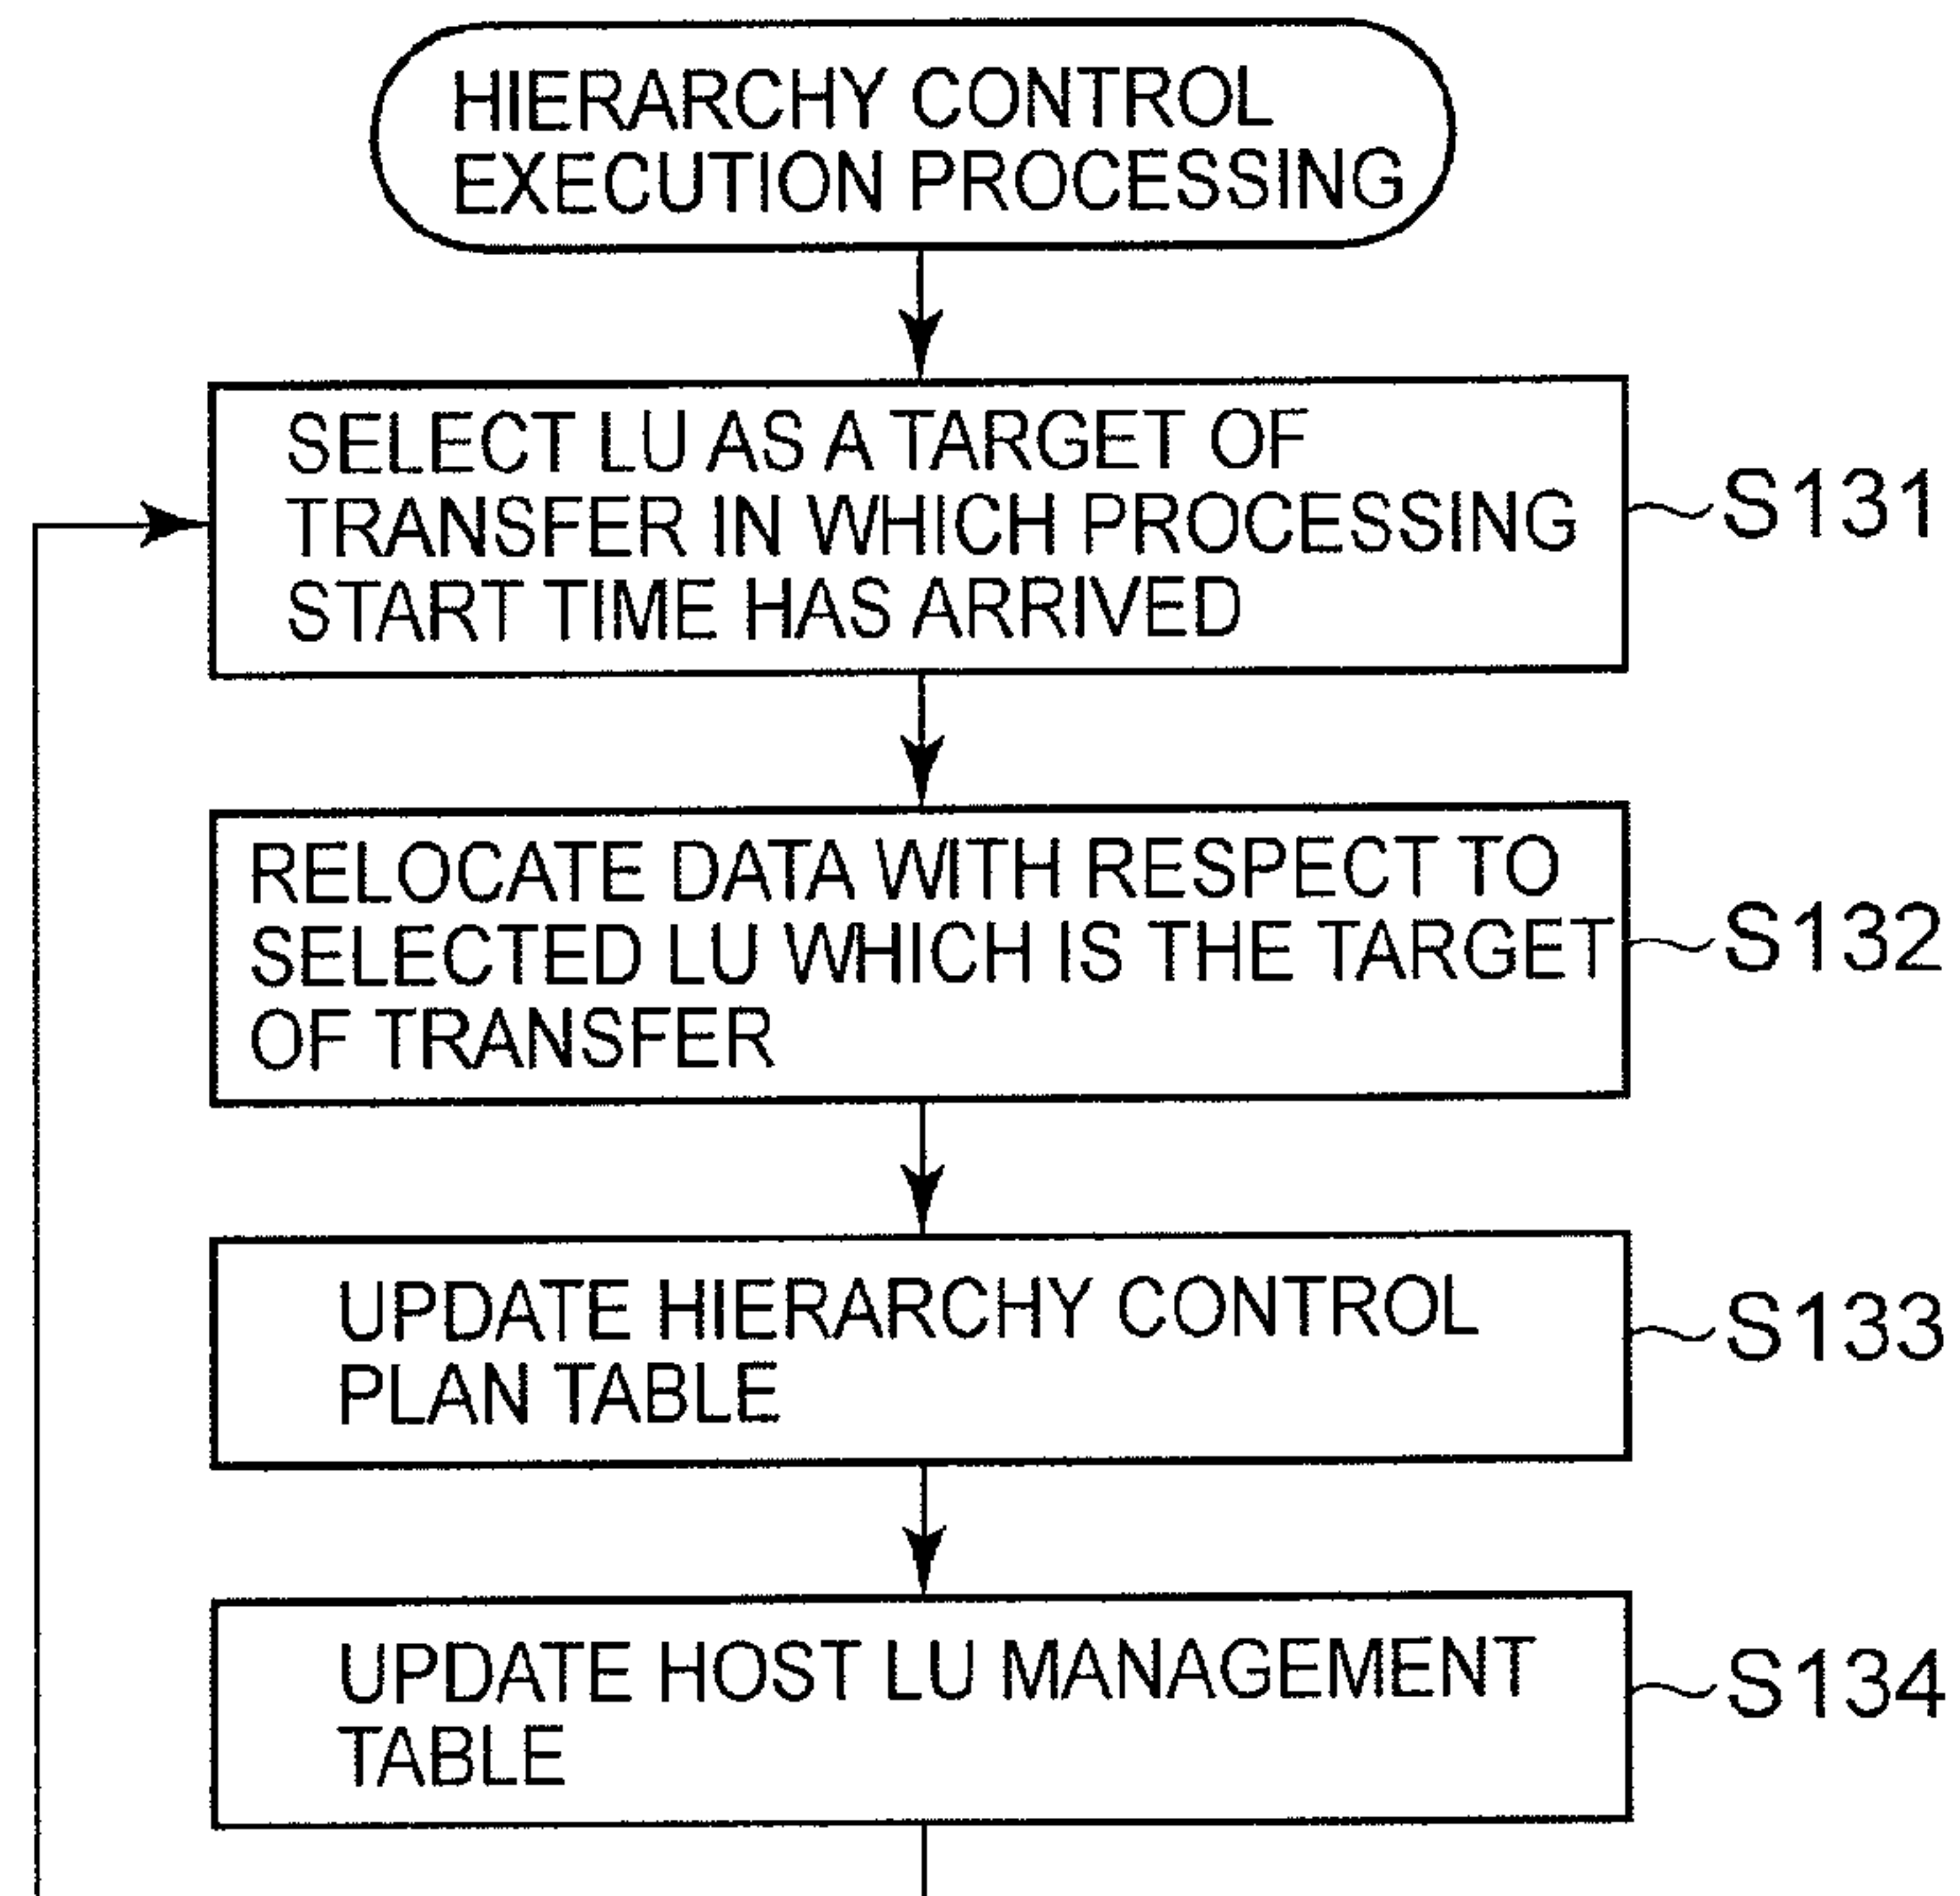 HIERARCHY CONTROL
EXECUTION PROCESSING
SELECT LU AS A TARGET OF
TRANSFER IN WHICH PROCESSING
START TIME HAS ARRIVED
S131
RELOCATE DATA WITH RESPECT TO
SELECTED LU WHICH IS THE TARGET
OF TRANSFER
S132
UPDATE HIERARCHY CONTROL
PLAN TABLE
S133
UPDATE HOST LU MANAGEMENT
TABLE
S134